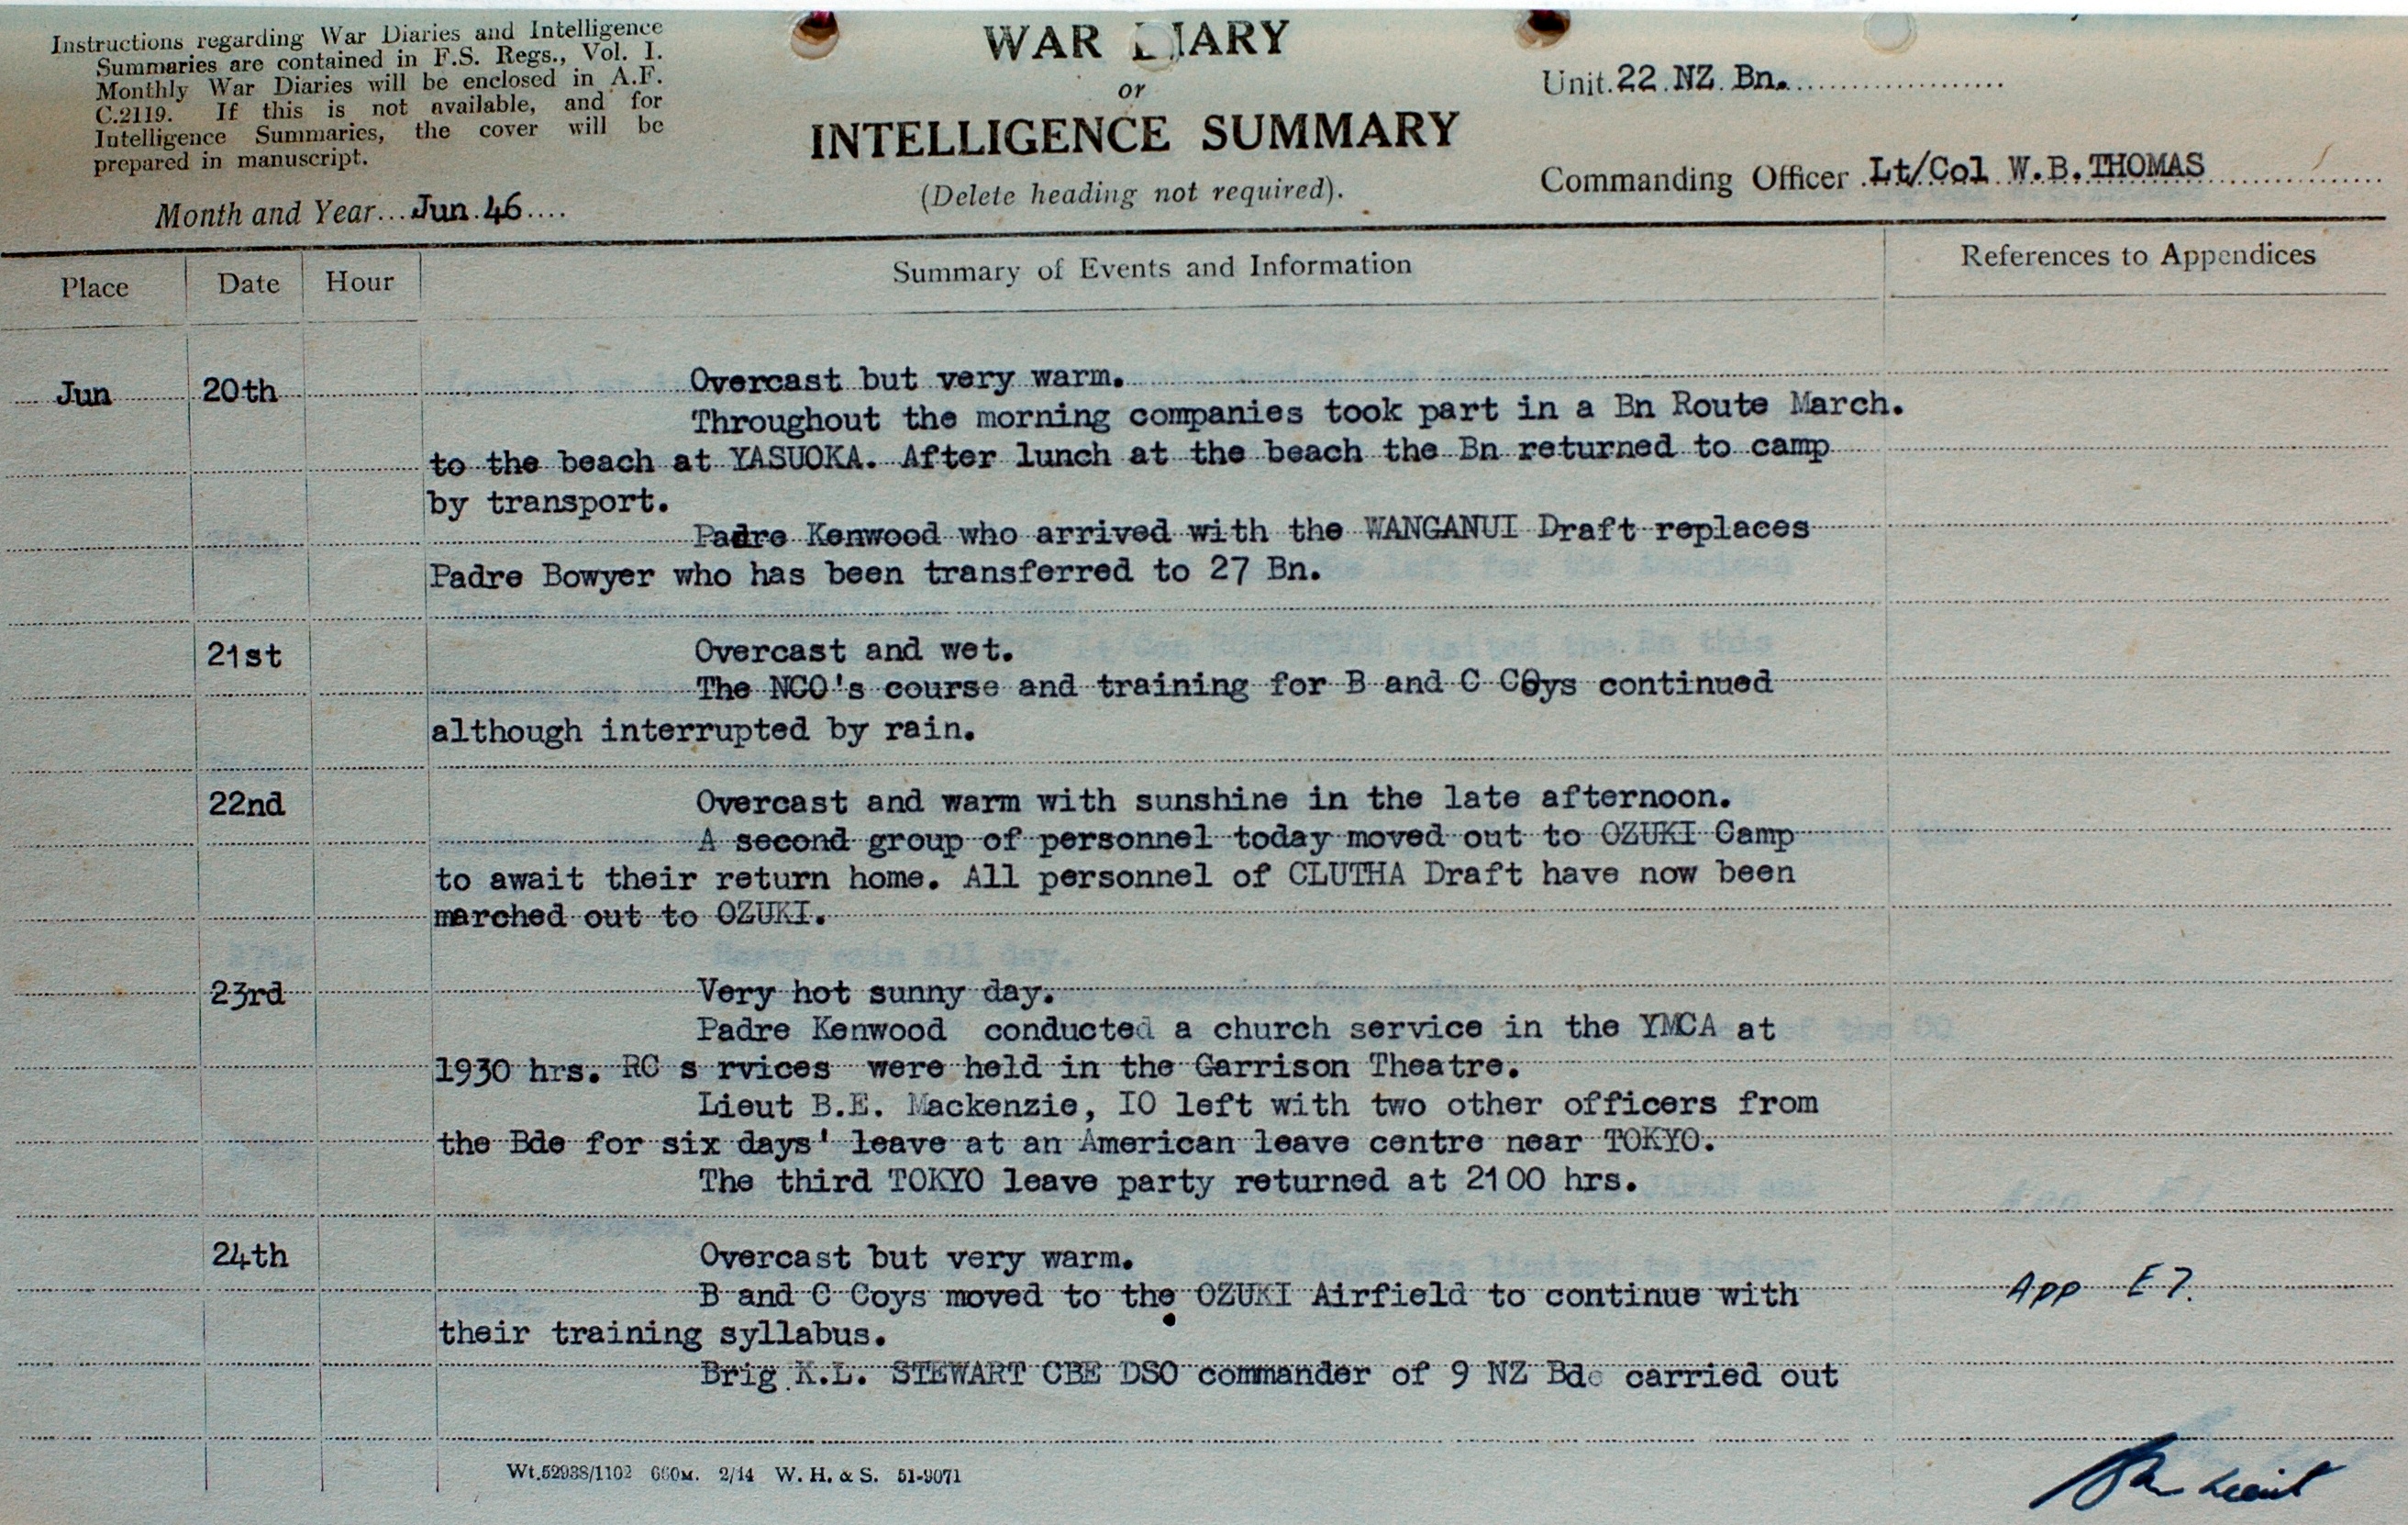 Instructions regarding War Diaries and Intelligence
Summaries are contained in F.S. Regs., Vol. I.
Monthly War Diaries will be enclosed in A.F.
C.2119. If this is not available, and for
Intelligence Summaries, the cover will be
prepared in manuscript.
Month and Year...Jun.46....
WAR DIARY
or
INTELLIGENCE SUMMARY
(Delete heading not required).
Unit.22 NZ Bn.
Commanding Officer Lt/Col W.B.THOMAS
Place Date Hour Summary of Events and Information References to Appendices
Jun 20th Overcast but very warm.
Throughout the morning companies took part in a Bn Route March.
to the beach at YASUOKA. After lunch at the beach the Bn returned to camp
by transport.
Padre Kenwood who arrived with the WANGANUI Draft replaces
Padre Bowyer who has been transferred to 27 Bn.
21st Overcast and wet.
The NCO's course and training for B and C COys continued
although interrupted by rain.
22nd Overcast and warm with sunshine in the late afternoon.
A second group of personnel today moved out to OZUKI Camp
to await their return home. All personnel of CLUTHA Draft have now been
marched out to OZUKI.
23rd Very hot sunny day.
Padre Kenwood conducted a church service in the YMCA at
1930 hrs. RC s rvices were held in the Garrison Theatre.
Lieut B.E. Mackenzie, IO left with two other officers from
the Bde for six days' leave at an American leave centre near TOKYO.
The third TOKYO leave party returned at 2100 hrs.
24th Overcast but very warm.
B and C Coys moved to the OZUKI Airfield to continue with App E7.
their training syllabus.
Brig K.L. STEWART CBE DSO commander of 9 NZ Bde carried out
Wt.52938/1102 660M. 2/44 W. H. & S. 51-9071
Lieut